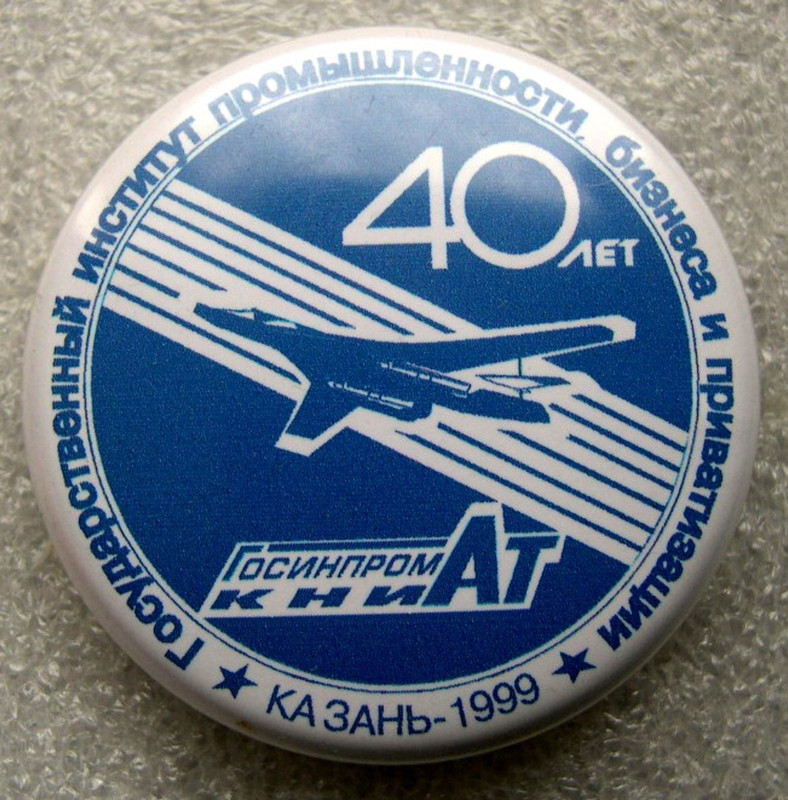 Государственный институт промышленности, бизнеса и приватизации
40 ЛЕТ
ГОСИНПРОМ АТ
КНИ
КАЗАНЬ-1999